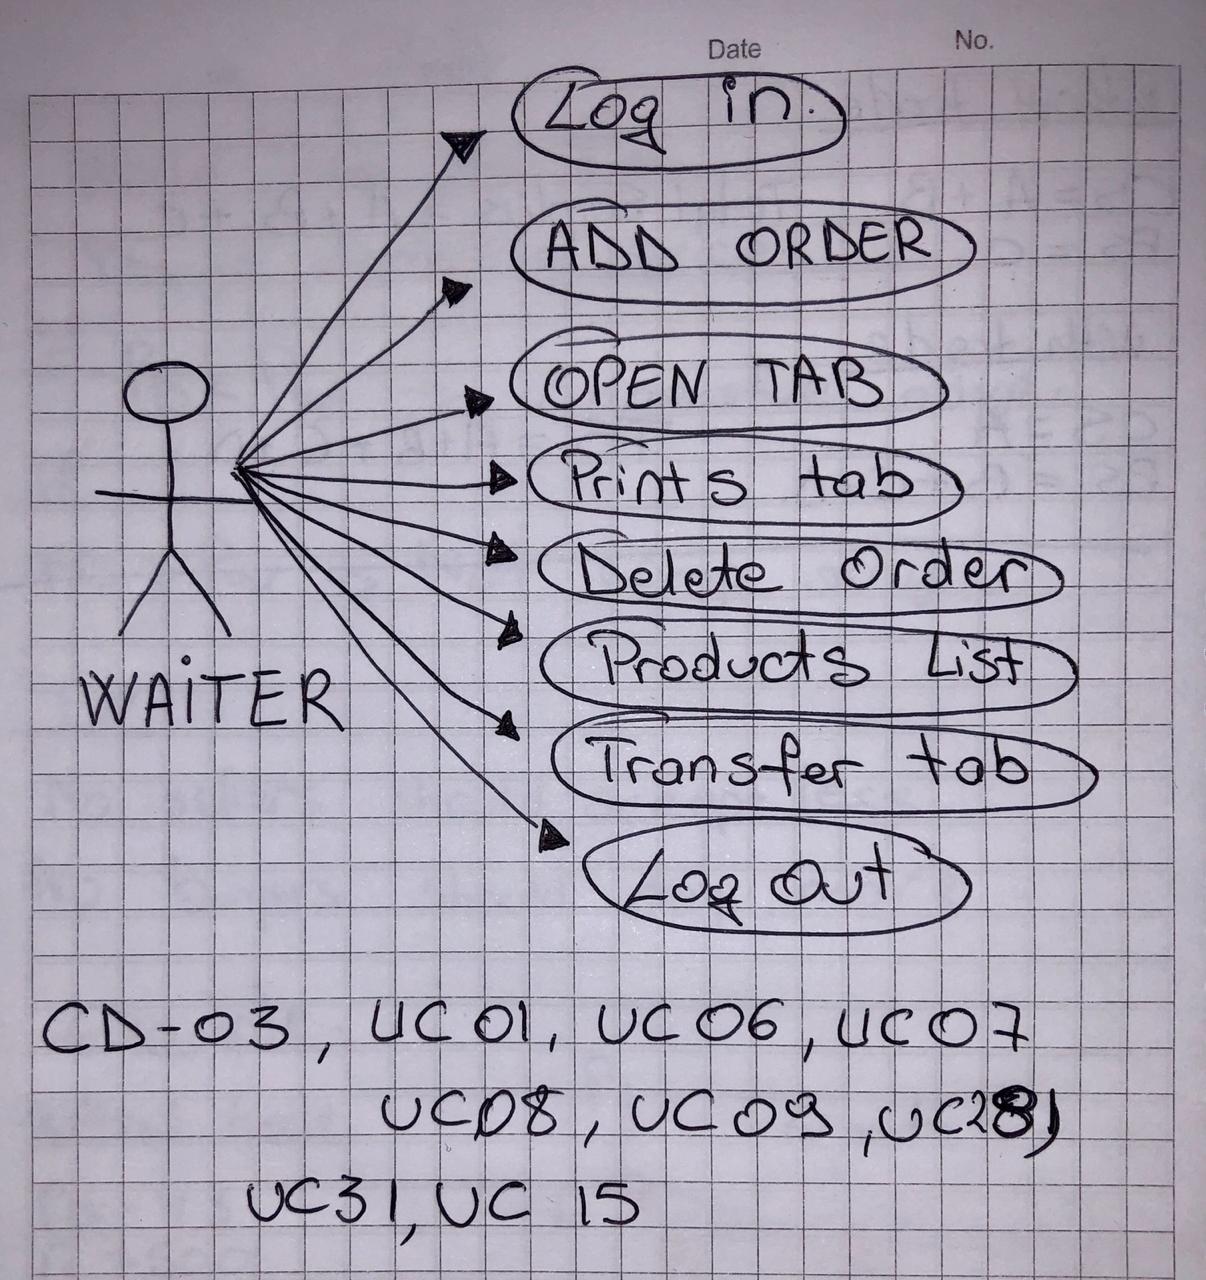 Date No.
Log in.
ADD ORDER
OPEN TAB
Prints tab
Delete Order
Products List
Transfer tab
Log Out
WAiTER
CD-03, UC01, UC06, UC07
UC08, UC09, UC28,
UC31, UC 15